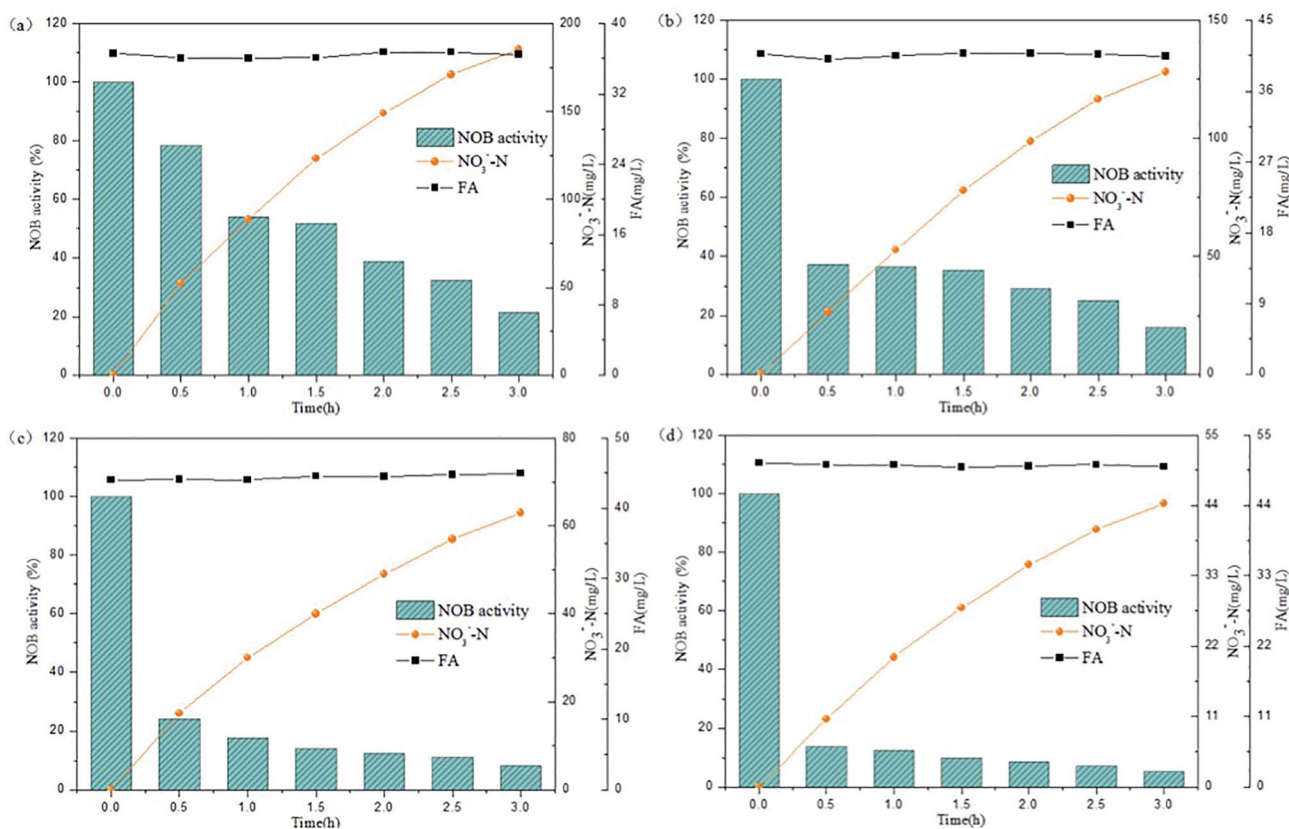 (a)
NOB activity (%)
120
100
80
60
40
20
0
0.0 0.5 1.0 1.5 2.0 2.5 3.0
Time(h)
NOB activity
NO₃⁻-N
FA
200
150
100
50
0
NO₃⁻-N(mg/L)
40
36
32
24
16
8
0
FA(mg/L)
(b)
NOB activity (%)
120
100
80
60
40
20
0
0.0 0.5 1.0 1.5 2.0 2.5 3.0
Time(h)
NOB activity
NO₃⁻-N
FA
150
100
50
0
NO₃⁻-N(mg/L)
45
36
27
18
9
0
FA(mg/L)
(c)
NOB activity (%)
120
100
80
60
40
20
0
0.0 0.5 1.0 1.5 2.0 2.5 3.0
Time(h)
NOB activity
NO₃⁻-N
FA
80
60
40
20
0
NO₃⁻-N(mg/L)
50
40
30
20
10
0
FA(mg/L)
(d)
NOB activity (%)
120
100
80
60
40
20
0
0.0 0.5 1.0 1.5 2.0 2.5 3.0
Time(h)
NOB activity
NO₃⁻-N
FA
55
44
33
22
11
0
NO₃⁻-N(mg/L)
55
44
33
22
11
0
FA(mg/L)